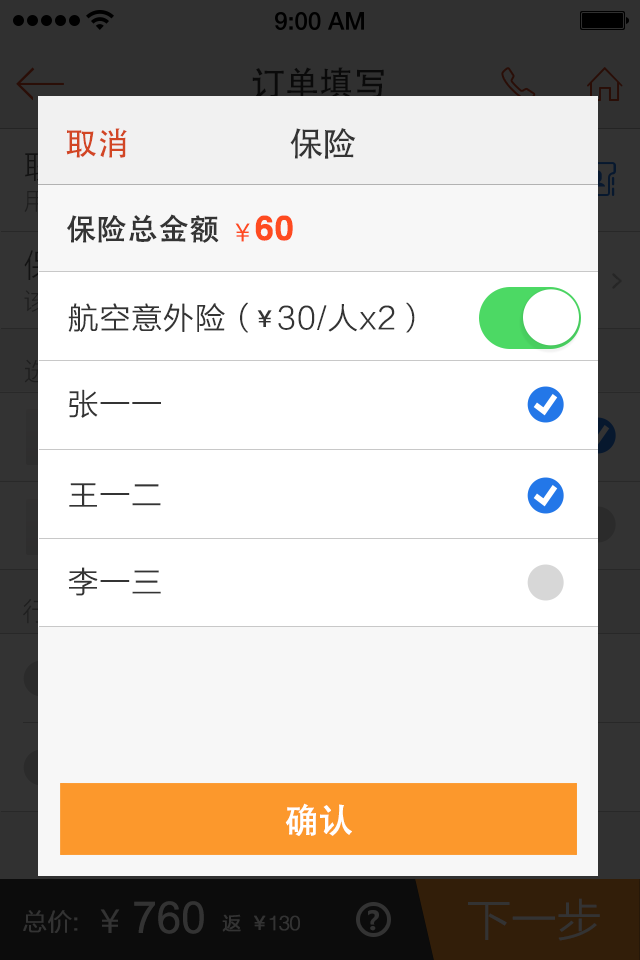 9:00 AM
订单填写
取消
保险
保险总金额 ¥60
航空意外险（¥30/人x2）
张一一
王一二
李一三
确认
总价: ¥ 760 返 ¥130
?
下一步